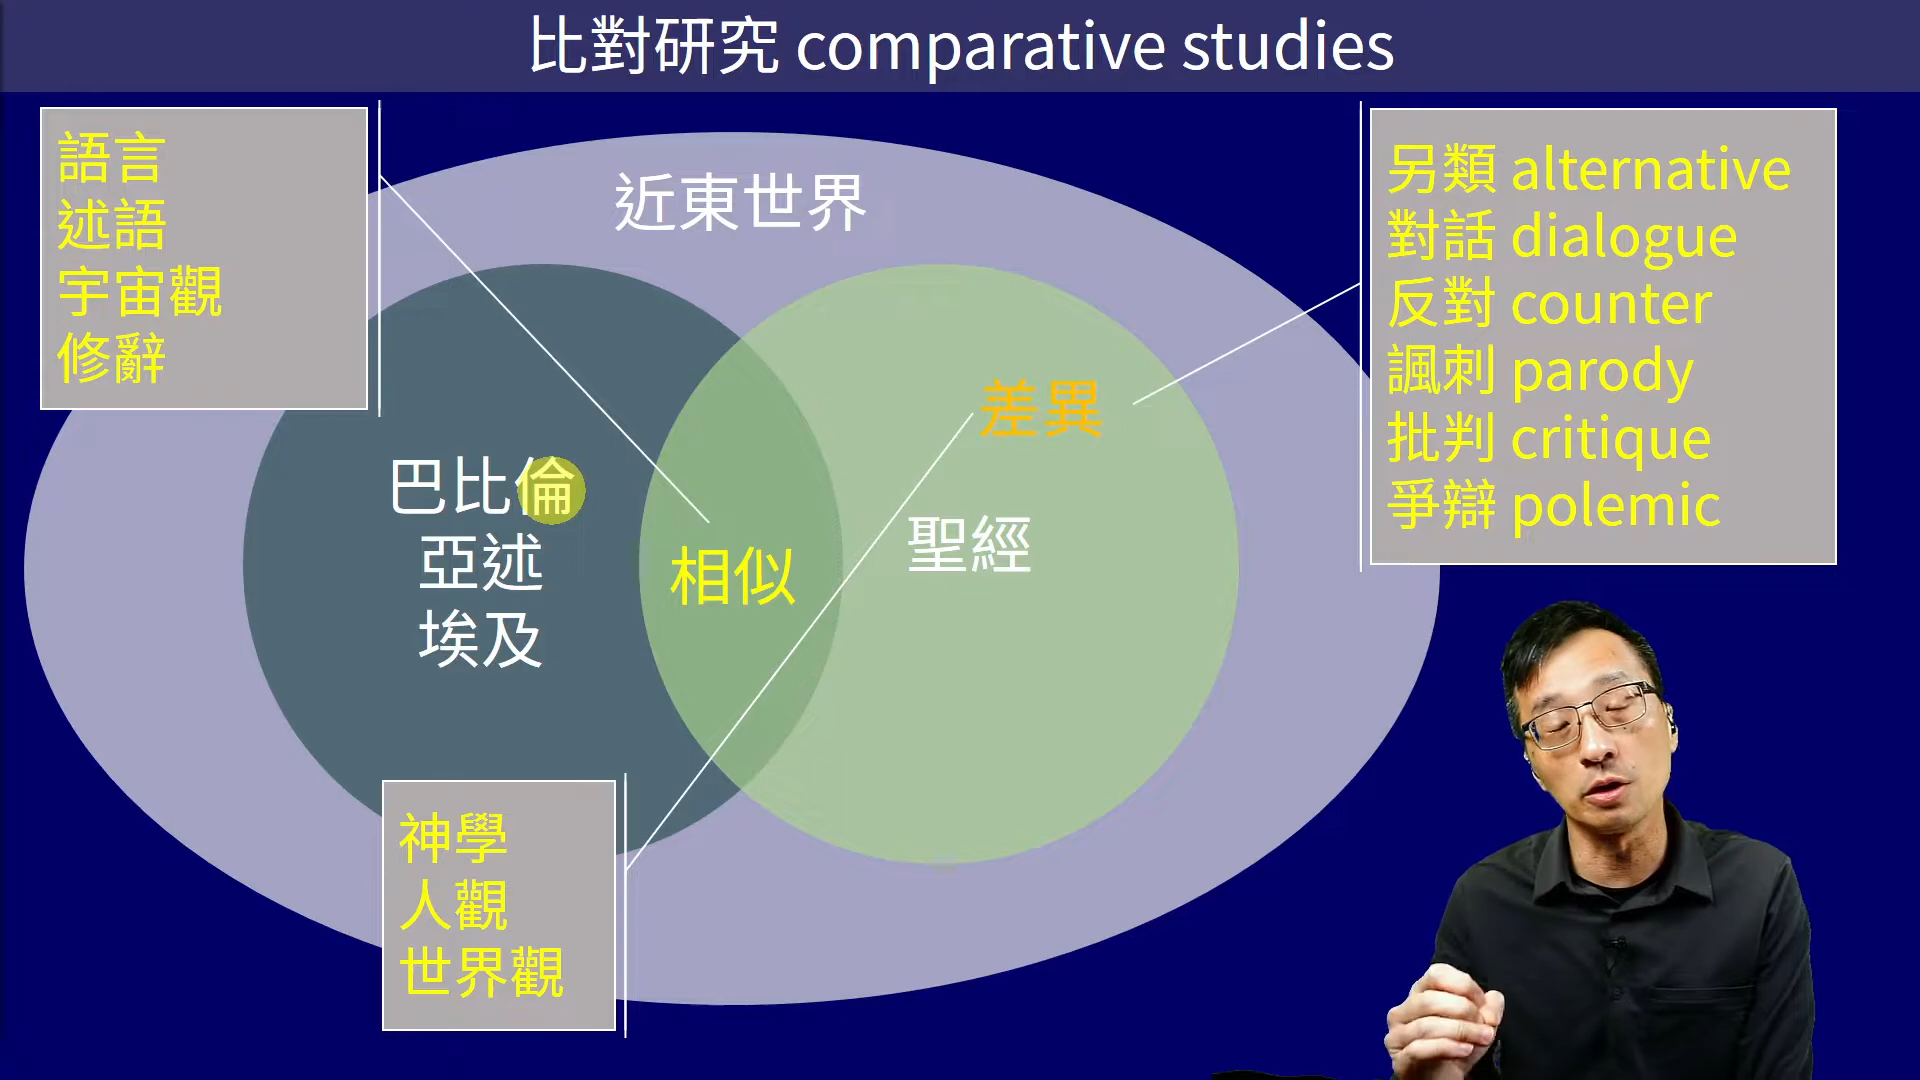 比對研究 comparative studies
語言
述語
宇宙觀
修辭
近東世界
另類 alternative
對話 dialogue
反對 counter
諷刺 parody
批判 critique
爭辯 polemic
差異
巴比倫
亞述
埃及
相似
聖經
神學
人觀
世界觀